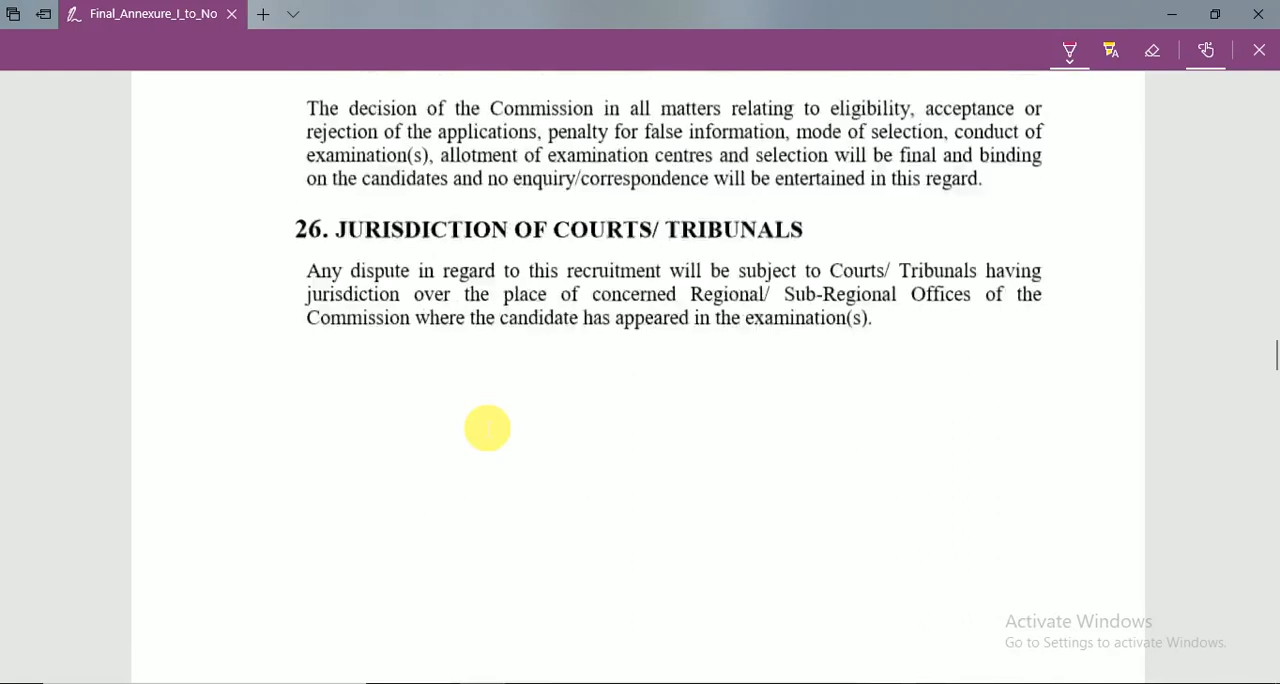 Final_Annexure_I_to_No
The decision of the Commission in all matters relating to eligibility, acceptance or
rejection of the applications, penalty for false information, mode of selection, conduct of
examination(s), allotment of examination centres and selection will be final and binding
on the candidates and no enquiry/correspondence will be entertained in this regard.
26. JURISDICTION OF COURTS/ TRIBUNALS
Any dispute in regard to this recruitment will be subject to Courts/ Tribunals having
jurisdiction over the place of concerned Regional/ Sub-Regional Offices of the
Commission where the candidate has appeared in the examination(s).
Activate Windows
Go to Settings to activate Windows.